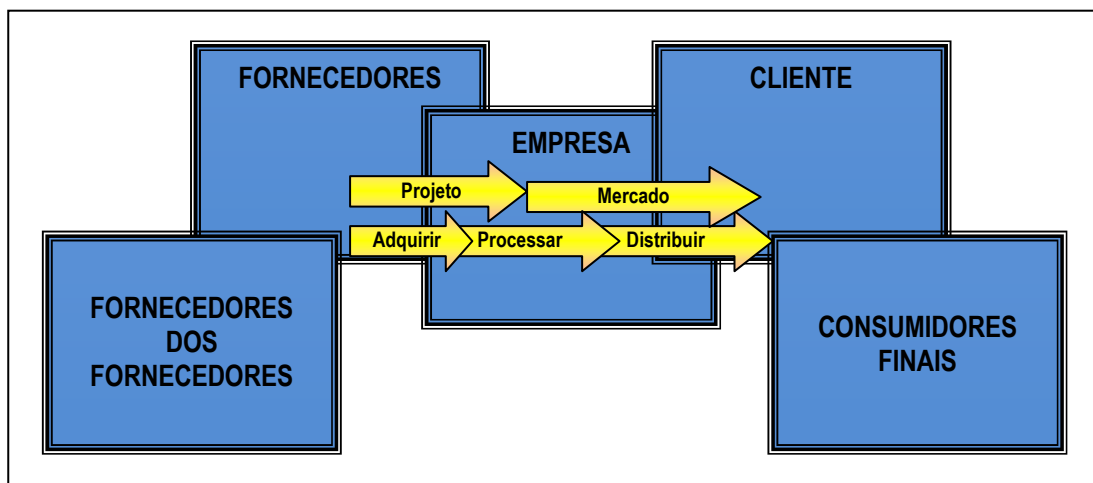 FORNECEDORES
CLIENTE
EMPRESA
Projeto
Mercado
Adquirir
Processar
Distribuir
FORNECEDORES
DOS
FORNECEDORES
CONSUMIDORES
FINAIS